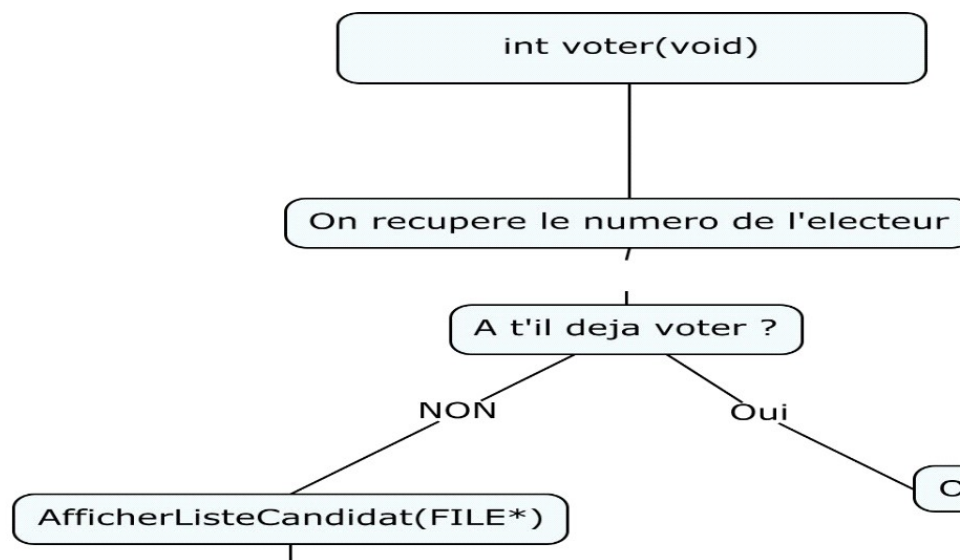 int voter(void)
On recupere le numero de l'electeur
A t'il deja voter ?
NON
Oui
AfficherListeCandidat(FILE*)